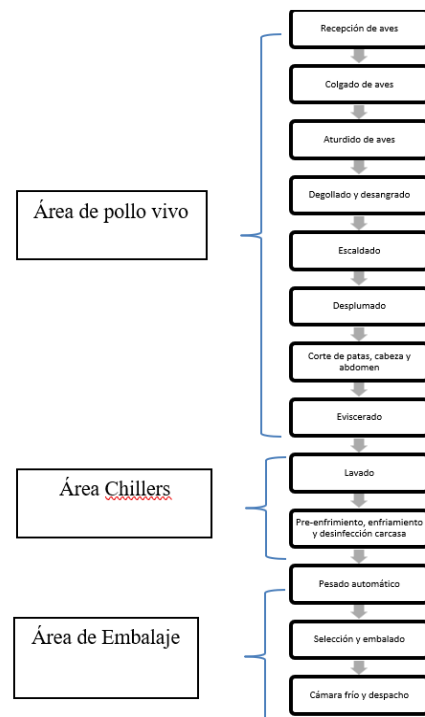 Recepción de aves
Colgado de aves
Aturdido de aves
Área de pollo vivo
Degollado y desangrado
Escaldado
Desplumado
Corte de patas, cabeza y
abdomen
Eviscerado
Área Chillers
Lavado
Pre-enfrimiento, enfriamiento
y desinfección carcasa
Pesado automático
Área de Embalaje
Selección y embalado
Cámara frío y despacho